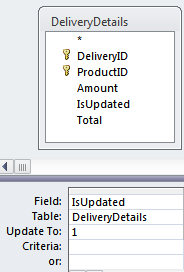 DeliveryDetails
*
DeliveryID
ProductID
Amount
IsUpdated
Total
Field: IsUpdated
Table: DeliveryDetails
Update To: 1
Criteria:
or: